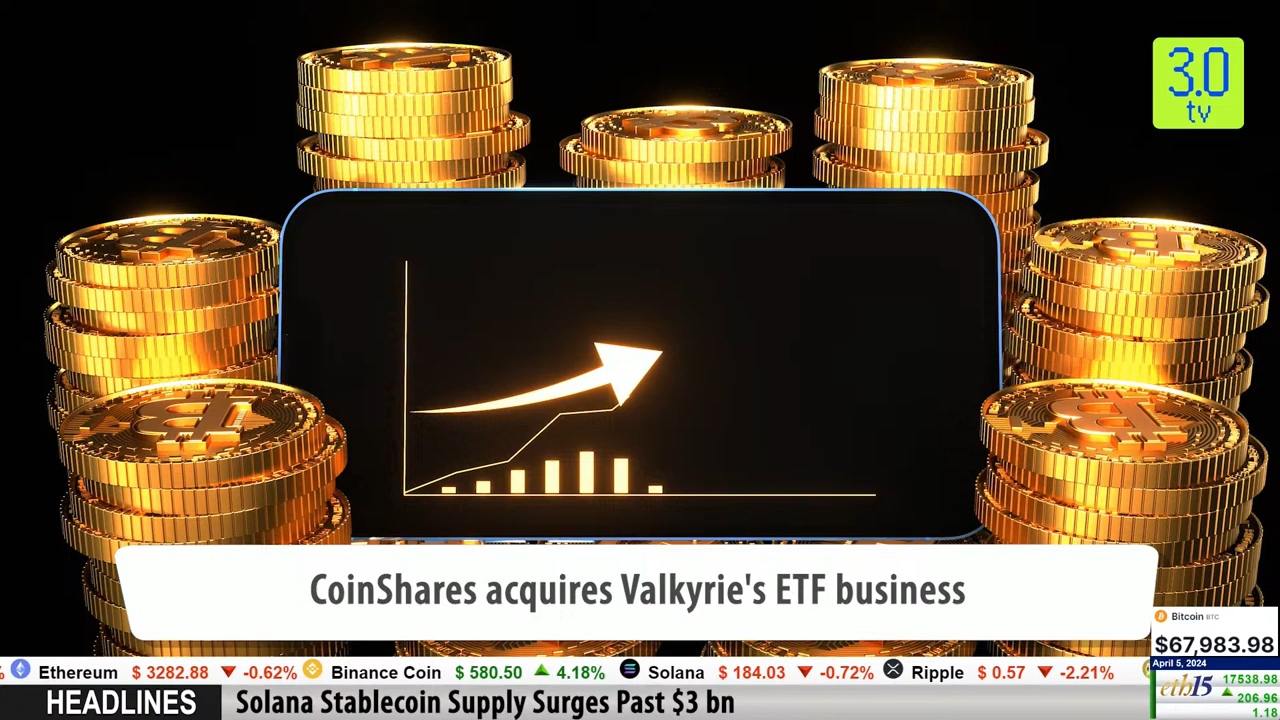 3.0
tv
CoinShares acquires Valkyrie's ETF business
Bitcoin BTC
$67,983.98
% Ethereum $ 3282.88 ▼ -0.62% Binance Coin $ 580.50 ▲ 4.18% Solana $ 184.03 ▼ -0.72% Ripple $ 0.57 ▼ -2.21%
April 5, 2024
eth15
17538.98
▲ 206.96
1.18
HEADLINES
Solana Stablecoin Supply Surges Past $3 bn